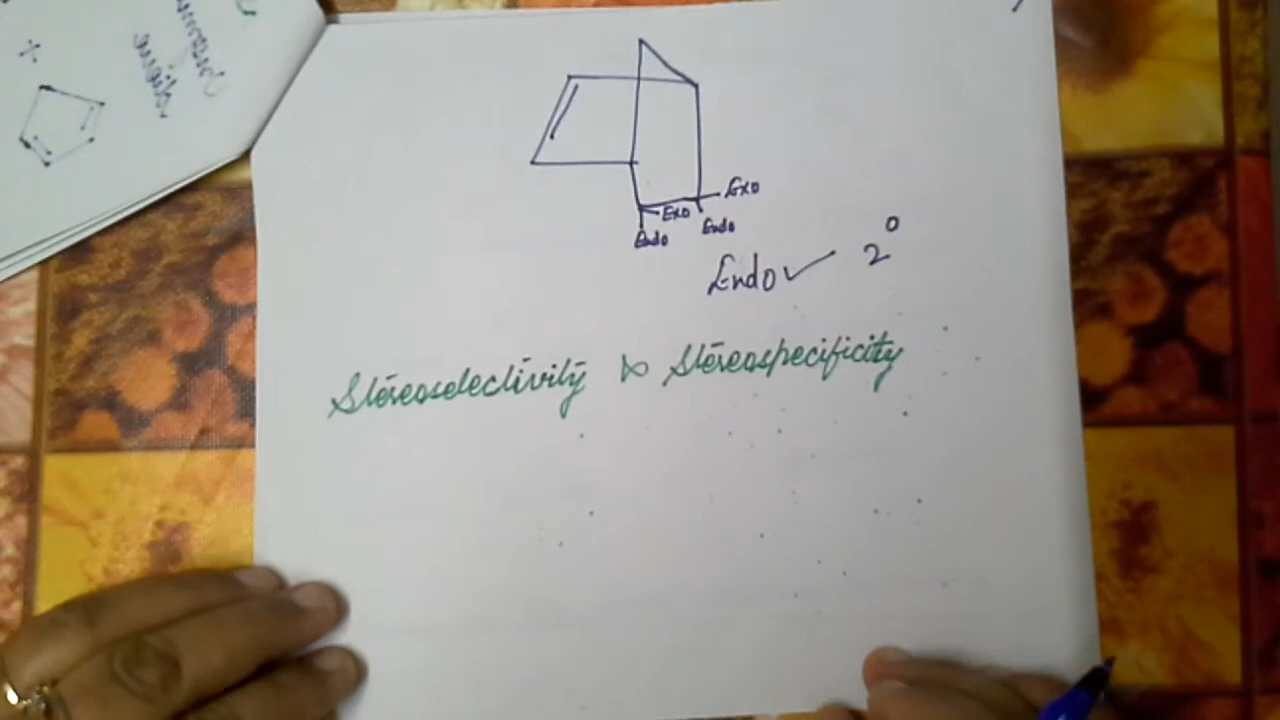 Exo
Exo
Endo
Endo
Endo ✓ 2°
Stereoselectivity & Stereospecificity
+